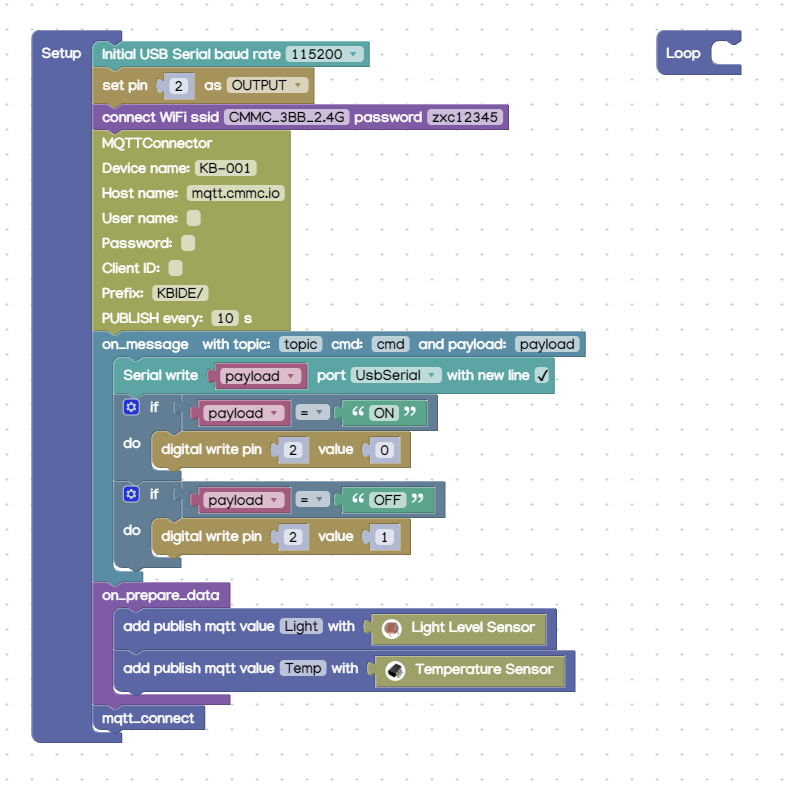 Setup
Initial USB Serial baud rate 115200
Loop
set pin 2 as OUTPUT
connect WiFi ssid CMMC_3BB_2.4G password zxc12345
MQTTConnector
Device name: KB-001
Host name: mqtt.cmmc.io
User name:
Password:
Client ID:
Prefix: KBIDE/
PUBLISH every: 10 s
on_message with topic: topic cmd: cmd and payload: payload
Serial write payload port UsbSerial with new line ✓
if payload = “ ON ”
do digital write pin 2 value 0
if payload = “ OFF ”
do digital write pin 2 value 1
on_prepare_data
add publish mqtt value Light with Light Level Sensor
add publish mqtt value Temp with Temperature Sensor
mqtt_connect